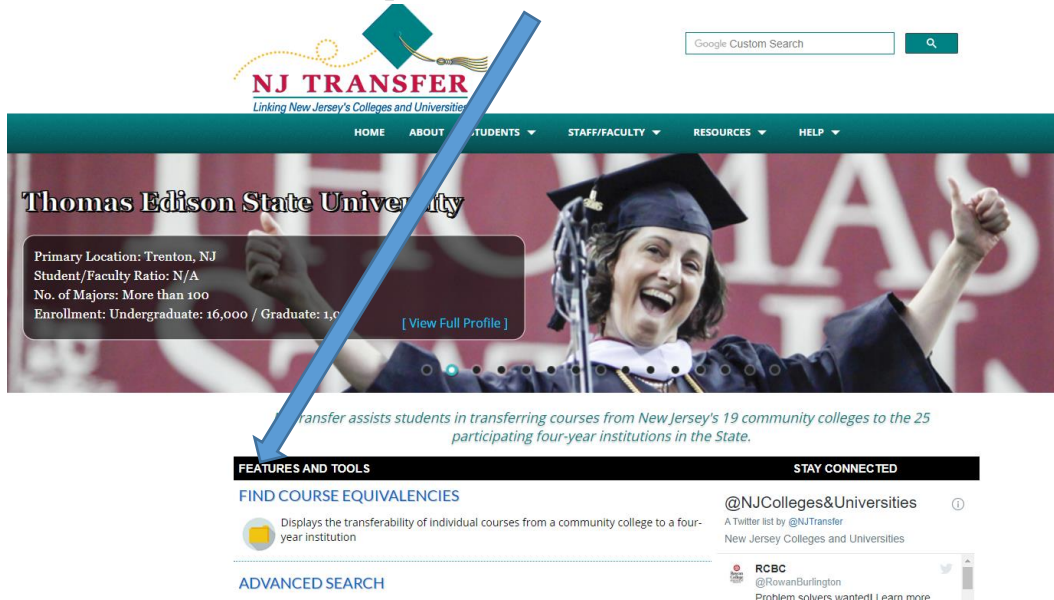 Google Custom Search
NJ TRANSFER
Linking New Jersey's Colleges and Universities
HOME ABOUT STUDENTS STAFF/FACULTY RESOURCES HELP
THOMAS
Thomas Edison State University
Primary Location: Trenton, NJ
Student/Faculty Ratio: N/A
No. of Majors: More than 100
Enrollment: Undergraduate: 16,000 / Graduate: 1,0
[ View Full Profile ]
Transfer assists students in transferring courses from New Jersey's 19 community colleges to the 25
participating four-year institutions in the State.
FEATURES AND TOOLS
FIND COURSE EQUIVALENCIES
Displays the transferability of individual courses from a community college to a four-
year institution
ADVANCED SEARCH
STAY CONNECTED
@NJColleges&Universities
A Twitter list by @NJTransfer
New Jersey Colleges and Universities
RCBC
@RowanBurlington
Problem solvers wanted! Learn more